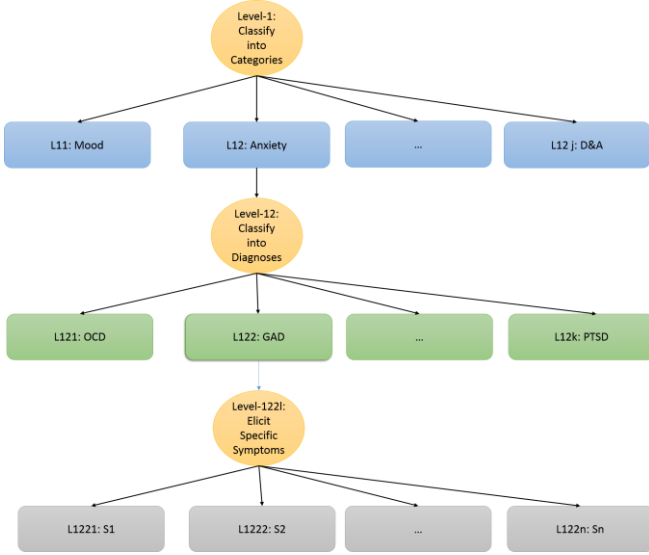 Level-1:
Classify
into
Categories
L11: Mood
L12: Anxiety
...
L12 j: D&A
Level-12:
Classify
into
Diagnoses
L121: OCD
L122: GAD
...
L12k: PTSD
Level-122l:
Elicit
Specific
Symptoms
L1221: S1
L1222: S2
...
L122n: Sn